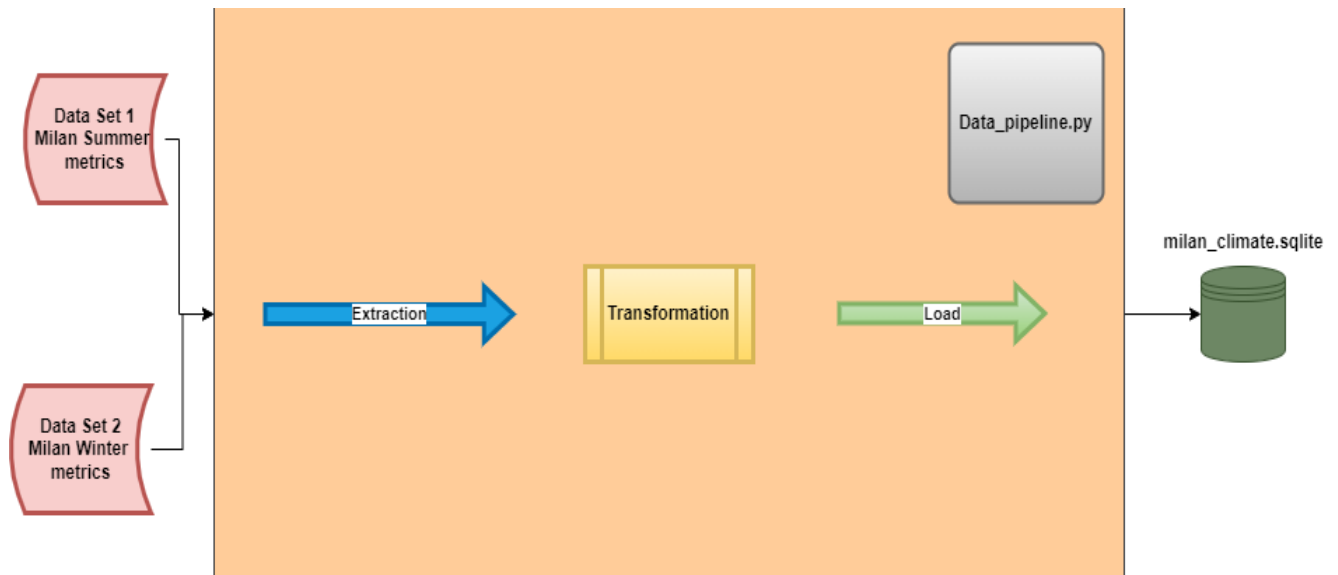 Data Set 1
Milan Summer
metrics
Data_pipeline.py
milan_climate.sqlite
Extraction
Transformation
Load
Data Set 2
Milan Winter
metrics